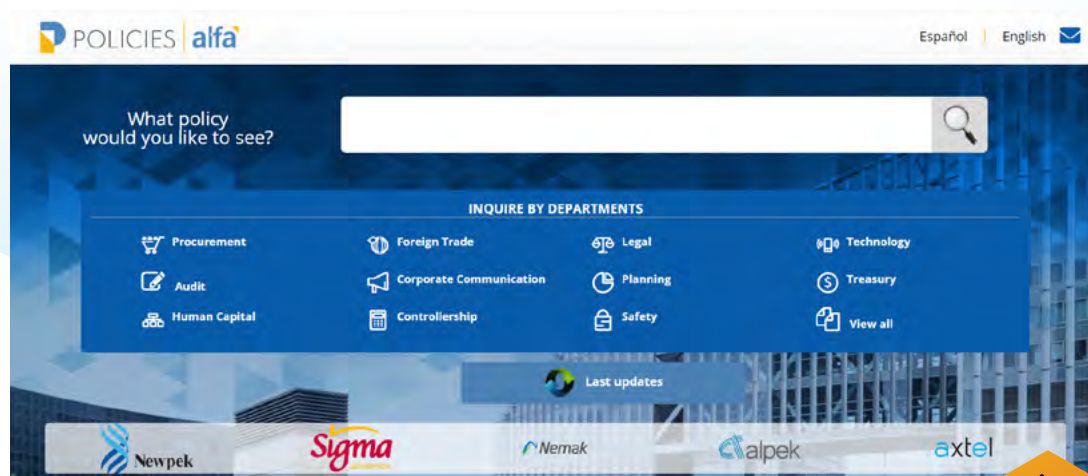 POLICIES alfa
Español | English
What policy
would you like to see?
INQUIRE BY DEPARTMENTS
Procurement
Foreign Trade
Legal
Technology
Audit
Corporate Communication
Planning
Treasury
Human Capital
Controllership
Safety
View all
Last updates
Newpek
Sigma
Nemak
alpek
axtel